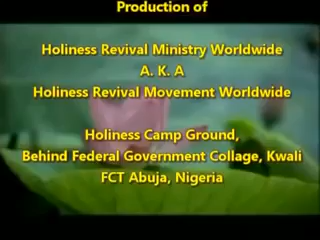 Production of
Holiness Revival Ministry Worldwide
A. K. A
Holiness Revival Movement Worldwide
Holiness Camp Ground,
Behind Federal Government Collage, Kwali
FCT Abuja, Nigeria